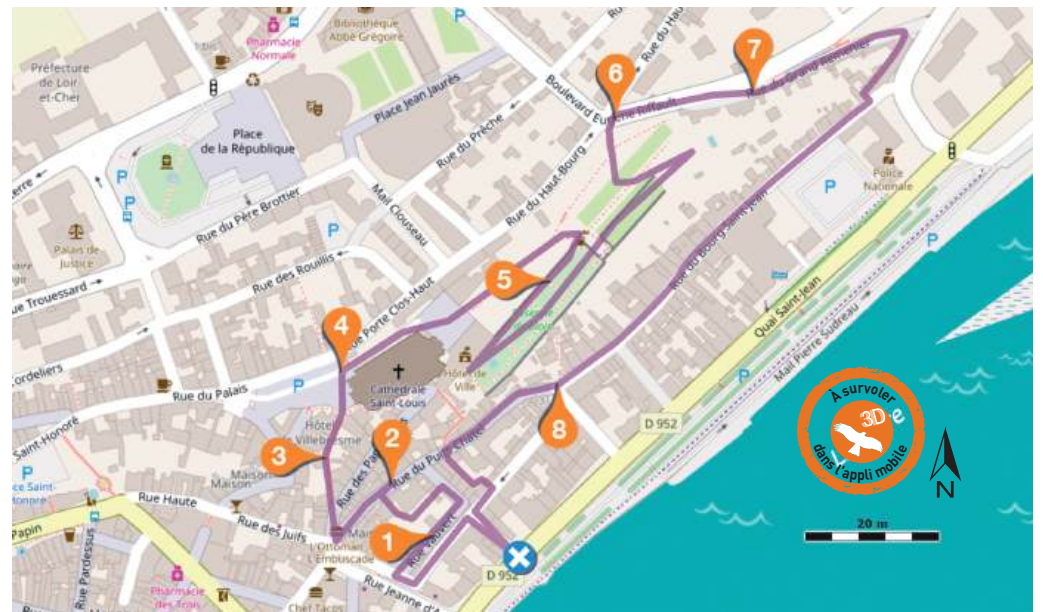 P
Bibliothèque
Abbé Grégoire
Pharmacie
Normale
Préfecture
de Loir-
et-Cher
Place Jean Jaurès
Rue du Prêche
Place
de la République
P
P
Rue du Père Brottier
Mail Clouseau
Rue du Haut-Bourg
Boulevard Eugène Riffault
6
7
Rue du Grand Remenier
Police
Nationale
P
P
Palais de
Justice
P
Rue des Rouillis
Rue Trouessard
5
Rue du Bourg Saint-Jean
Quai Saint-Jean
Mail Pierre Sudreau
P
4
Rue Porte Clos-Haut
Cordeliers
Rue du Palais
P
Cathédrale
Saint-Louis
Hôtel de
Ville
8
D 952
À survoler
3D
dans l'appli mobile
N
20 m
Saint-Honoré
P
3
2
Rue du Puits Châtel
Maison
Maison
Rue Haute
Rue des Juifs
L'Ottoman
L'Embuscade
1
Rue Vauvert
D 952
Papin
Rue Pardessus
Pharmacie
des Trois
Chef Tacos
Rue Jeanne d'A